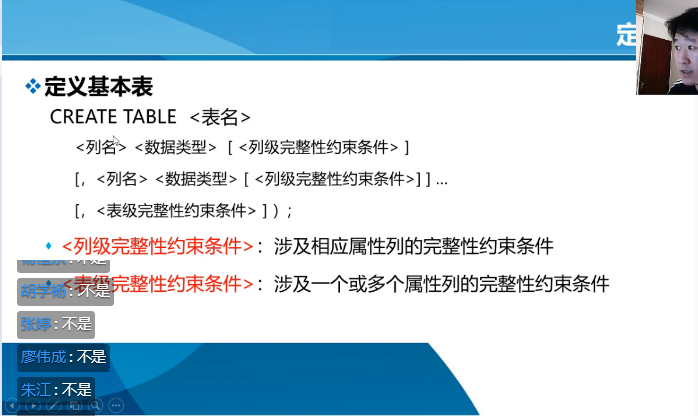 定
定义基本表
CREATE TABLE <表名>
<列名> <数据类型> [ <列级完整性约束条件> ]
[, <列名> <数据类型> [ <列级完整性约束条件>] ] ...
[, <表级完整性约束条件> ] ) ;
<列级完整性约束条件>：涉及相应属性列的完整性约束条件
<表级完整性约束条件>：涉及一个或多个属性列的完整性约束条件
: 不是
胡学杨: 不是
张婷: 不是
廖伟成: 不是
朱江: 不是